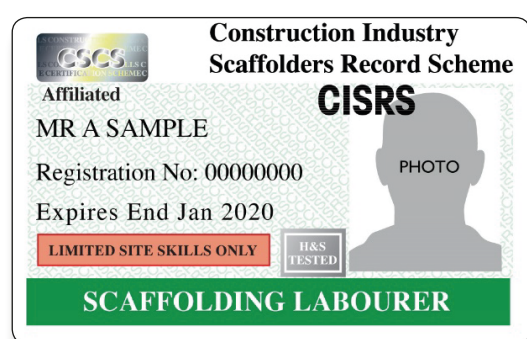 Construction Industry
Scaffolders Record Scheme
CSCS
Affiliated
CISRS
MR A SAMPLE
PHOTO
Registration No: 00000000
Expires End Jan 2020
LIMITED SITE SKILLS ONLY
H&S
TESTED
SCAFFOLDING LABOURER